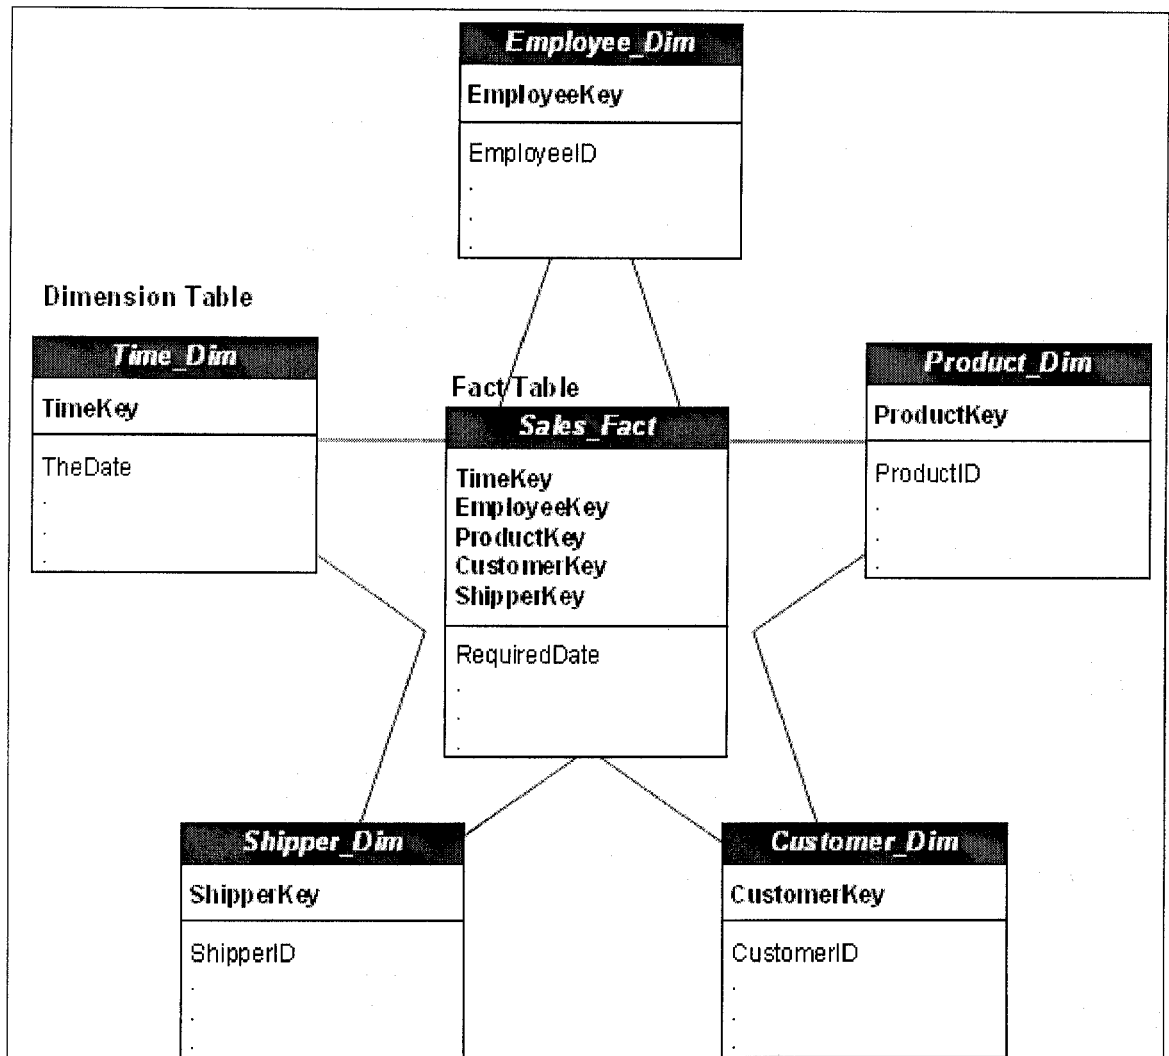 Employee_Dim
EmployeeKey
EmployeeID
.
.
.
Dimension Table
Time_Dim
TimeKey
TheDate
.
.
.
Fact Table
Sales_Fact
TimeKey
EmployeeKey
ProductKey
CustomerKey
ShipperKey
RequiredDate
.
.
.
Product_Dim
ProductKey
ProductID
.
.
.
Shipper_Dim
ShipperKey
ShipperID
.
.
.
Customer_Dim
CustomerKey
CustomerID
.
.
.